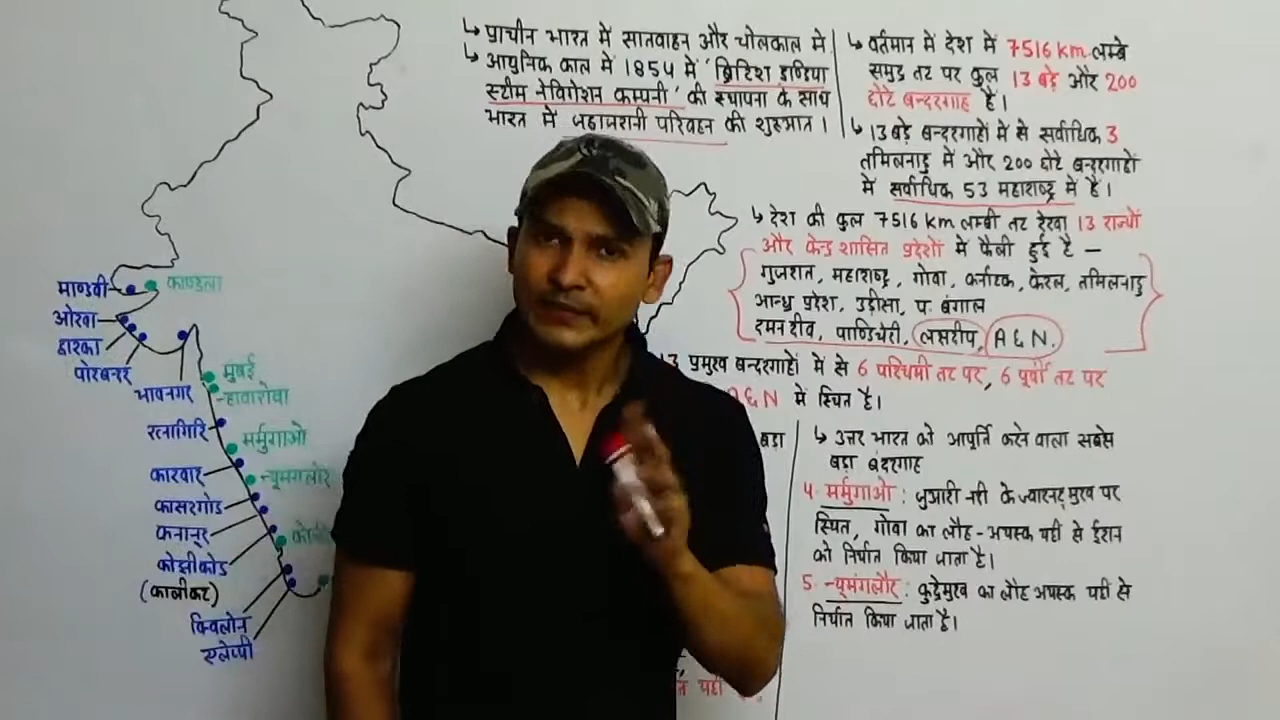 ↳ प्राचीन भारत में सातवाहन और चोलकाल में
↳ आधुनिक काल में 1854 में 'ब्रिटिश इण्डिया
स्टीम नेविगेशन कम्पनी' की स्थापना के साथ
भारत में जहाजरानी परिवहन की शुरुआत ।
↳ वर्तमान में देश में 7516 km लम्बे
समुद्र तट पर कुल 13 बड़े और 200
छोटे बन्दरगाह हैं।
↳ 13 बड़े बन्दरगाहों में से सर्वाधिक 3
तमिलनाडु में और 200 छोटे बन्दरगाहों
में सर्वाधिक 53 महाराष्ट्र में है।
↳ देश की कुल 7516 km लम्बी तट रेखा 13 राज्यों
और केन्द्र शासित प्रदेशों में फैली हुई है –
गुजरात, महाराष्ट्र, गोवा, कर्नाटक, केरल, तमिलनाडु
आन्ध्र प्रदेश, उड़ीसा, प. बंगाल
दमन दीव, पाण्डिचेरी, लक्षदीप, A & N.
13 प्रमुख बन्दरगाहों में से 6 पश्चिमी तट पर, 6 पूर्वी तट पर
A & N में स्थित है।
बड़ा
↳ उत्तर भारत को आपूर्ति करने वाला सबसे
बड़ा बंदरगाह
4. मर्मुगाओ : जुआरी नदी के ज्वारनद मुख पर
स्थित, गोवा का लौह-अयस्क यहीं से ईरान
को निर्यात किया जाता है।
5. न्यूमंगलौर : कुद्रेमुख का लौह अयस्क यहीं से
निर्यात किया जाता है।
यहीं
माण्डवी
काण्डला
ओखा
द्वारका
पोरबन्दर
भावनगर
मुंबई
न्हावाशेवा
रत्नागिरि
मर्मुगाओ
कारवार
न्यूमंगलौर
कासरगोड
कनानूर
कोझीकोड
(कालीकट)
क्विलोन
एलेप्पी